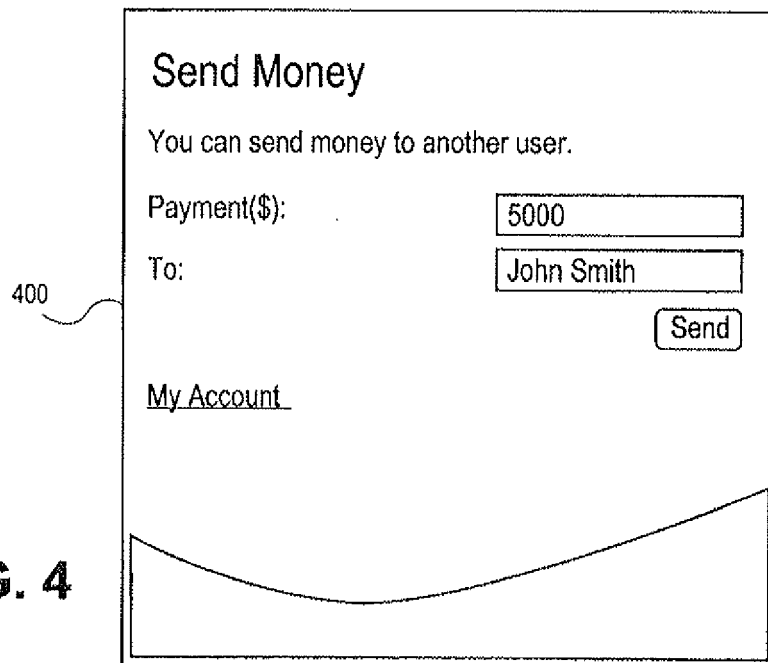 Send Money
You can send money to another user.
Payment($): 5000
To: John Smith
400
Send
My Account
G. 4